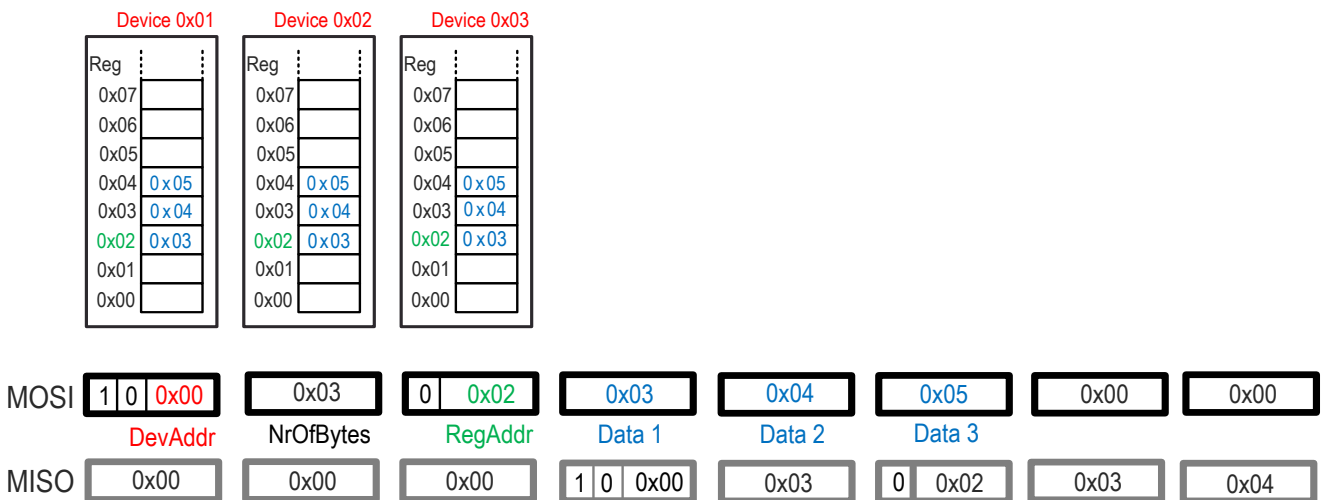 Device 0x01 Device 0x02 Device 0x03
Reg Reg Reg
0x07 0x07 0x07
0x06 0x06 0x06
0x05 0x05 0x05
0x04 0x05 0x04 0x05 0x04 0x05
0x03 0x04 0x03 0x04 0x03 0x04
0x02 0x03 0x02 0x03 0x02 0x03
0x01 0x01 0x01
0x00 0x00 0x00
MOSI 1 0 0x00 0x03 0 0x02 0x03 0x04 0x05 0x00 0x00
DevAddr NrOfBytes RegAddr Data 1 Data 2 Data 3
MISO 0x00 0x00 0x00 1 0 0x00 0x03 0 0x02 0x03 0x04